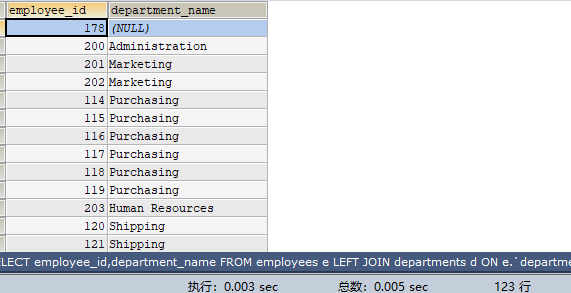 employee_id department_name
178 (NULL)
200 Administration
201 Marketing
202 Marketing
114 Purchasing
115 Purchasing
116 Purchasing
117 Purchasing
118 Purchasing
119 Purchasing
203 Human Resources
120 Shipping
121 Shipping
ELECT employee_id,department_name FROM employees e LEFT JOIN departments d ON e.`departme
执行: 0.003 sec 总数: 0.005 sec 123 行